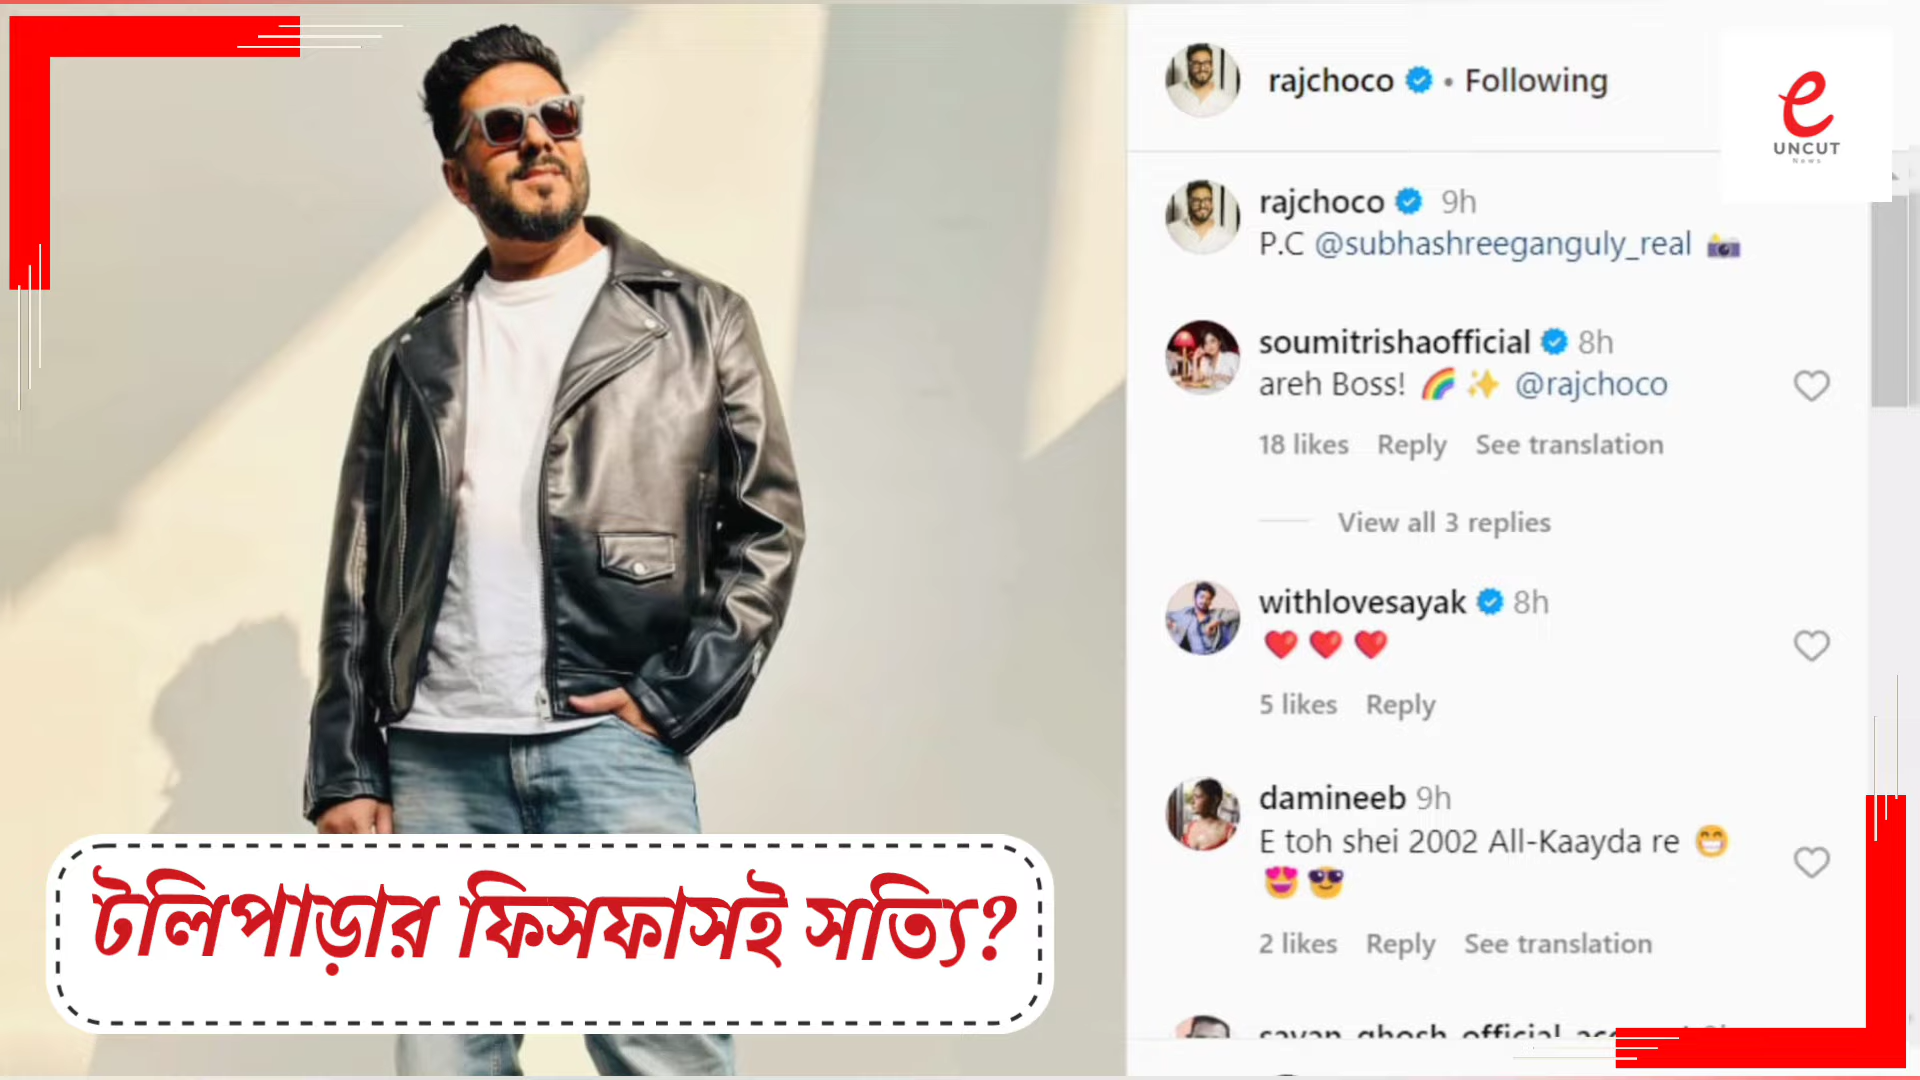 rajchoco • Following
e
UNCUT
News
rajchoco 9h
P.C @subhashreeganguly_real
soumitrishaofficial 8h
areh Boss! 🌈✨ @rajchoco
18 likes Reply See translation
View all 3 replies
withlovesayak 8h
❤️❤️❤️
5 likes Reply
damineeb 9h
E toh shei 2002 All-Kaayda re 😁
😍😎
2 likes Reply See translation
টলিপাড়ার ফিসফাসই সত্যি?